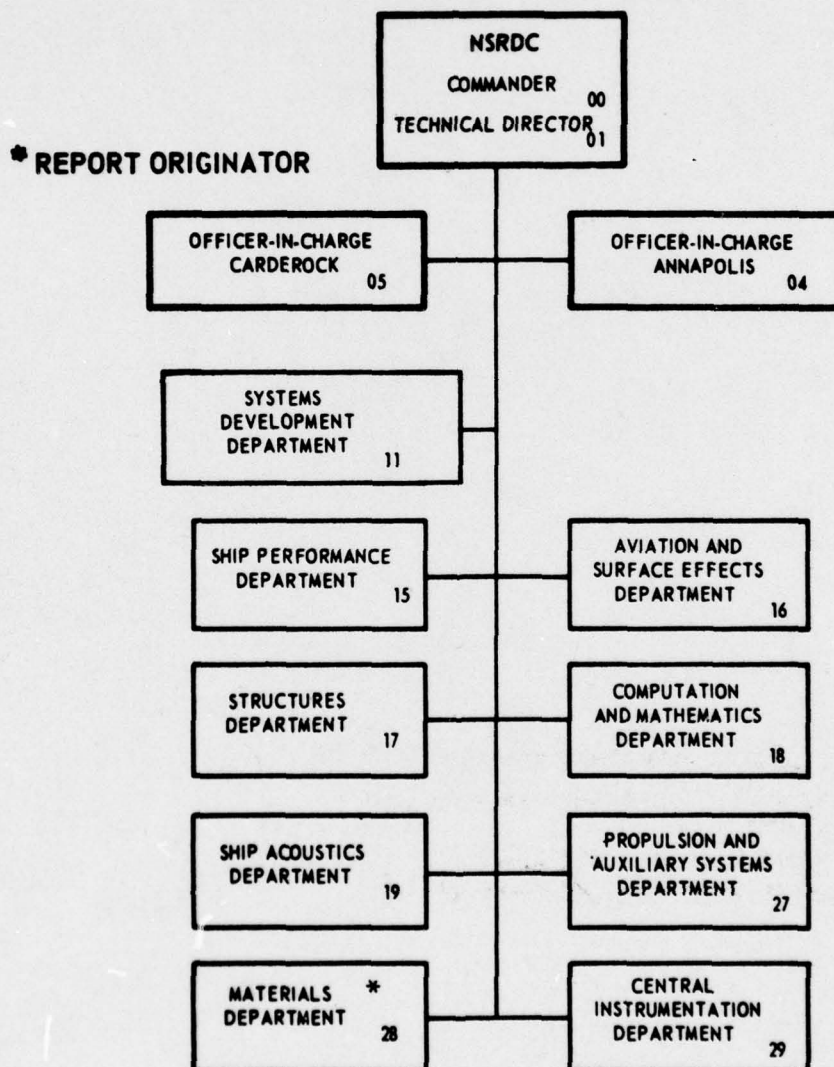 NSRDC
COMMANDER
00
TECHNICAL DIRECTOR
01
* REPORT ORIGINATOR
OFFICER-IN-CHARGE
CARDEROCK
05
OFFICER-IN-CHARGE
ANNAPOLIS
04
SYSTEMS
DEVELOPMENT
DEPARTMENT
11
SHIP PERFORMANCE
DEPARTMENT
15
AVIATION AND
SURFACE EFFECTS
DEPARTMENT
16
STRUCTURES
DEPARTMENT
17
COMPUTATION
AND MATHEMATICS
DEPARTMENT
18
SHIP ACOUSTICS
DEPARTMENT
19
PROPULSION AND
AUXILIARY SYSTEMS
DEPARTMENT
27
MATERIALS *
DEPARTMENT
28
CENTRAL
INSTRUMENTATION
DEPARTMENT
29